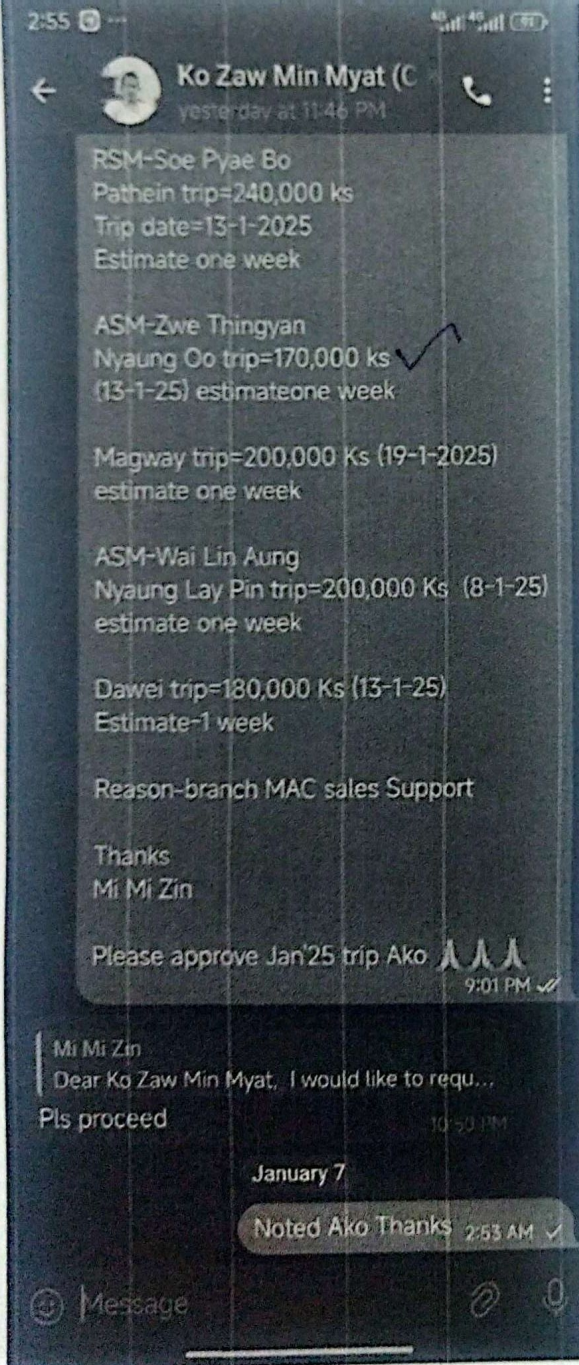 2:55
Ko Zaw Min Myat (C
yesterday at 11:46 PM
RSM-Soe Pyae Bo
Pathein trip=240,000 ks
Trip date=13-1-2025
Estimate one week
ASM-Zwe Thingyan
Nyaung Oo trip=170,000 ks
(13-1-25) estimateone week
Magway trip=200,000 Ks (19-1-2025)
estimate one week
ASM-Wai Lin Aung
Nyaung Lay Pin trip=200,000 Ks (8-1-25)
estimate one week
Dawei trip=180,000 Ks (13-1-25)
Estimate-1 week
Reason-branch MAC sales Support
Thanks
Mi Mi Zin
Please approve Jan'25 trip Ako 🙏🙏🙏
9:01 PM
Mi Mi Zin
Dear Ko Zaw Min Myat, I would like to requ...
Pls proceed
10:50 PM
January 7
Noted Ako Thanks 2:53 AM
Message